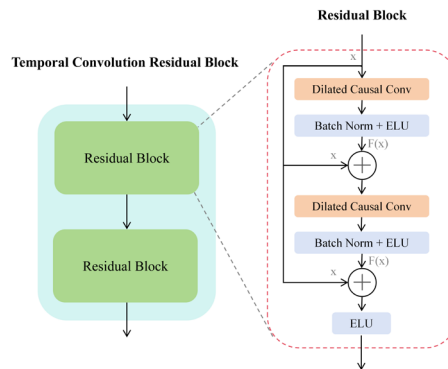 Temporal Convolution Residual Block
Residual Block
Residual Block
Residual Block
x
Dilated Causal Conv
Batch Norm + ELU
F(x)
x
Dilated Causal Conv
Batch Norm + ELU
F(x)
x
ELU